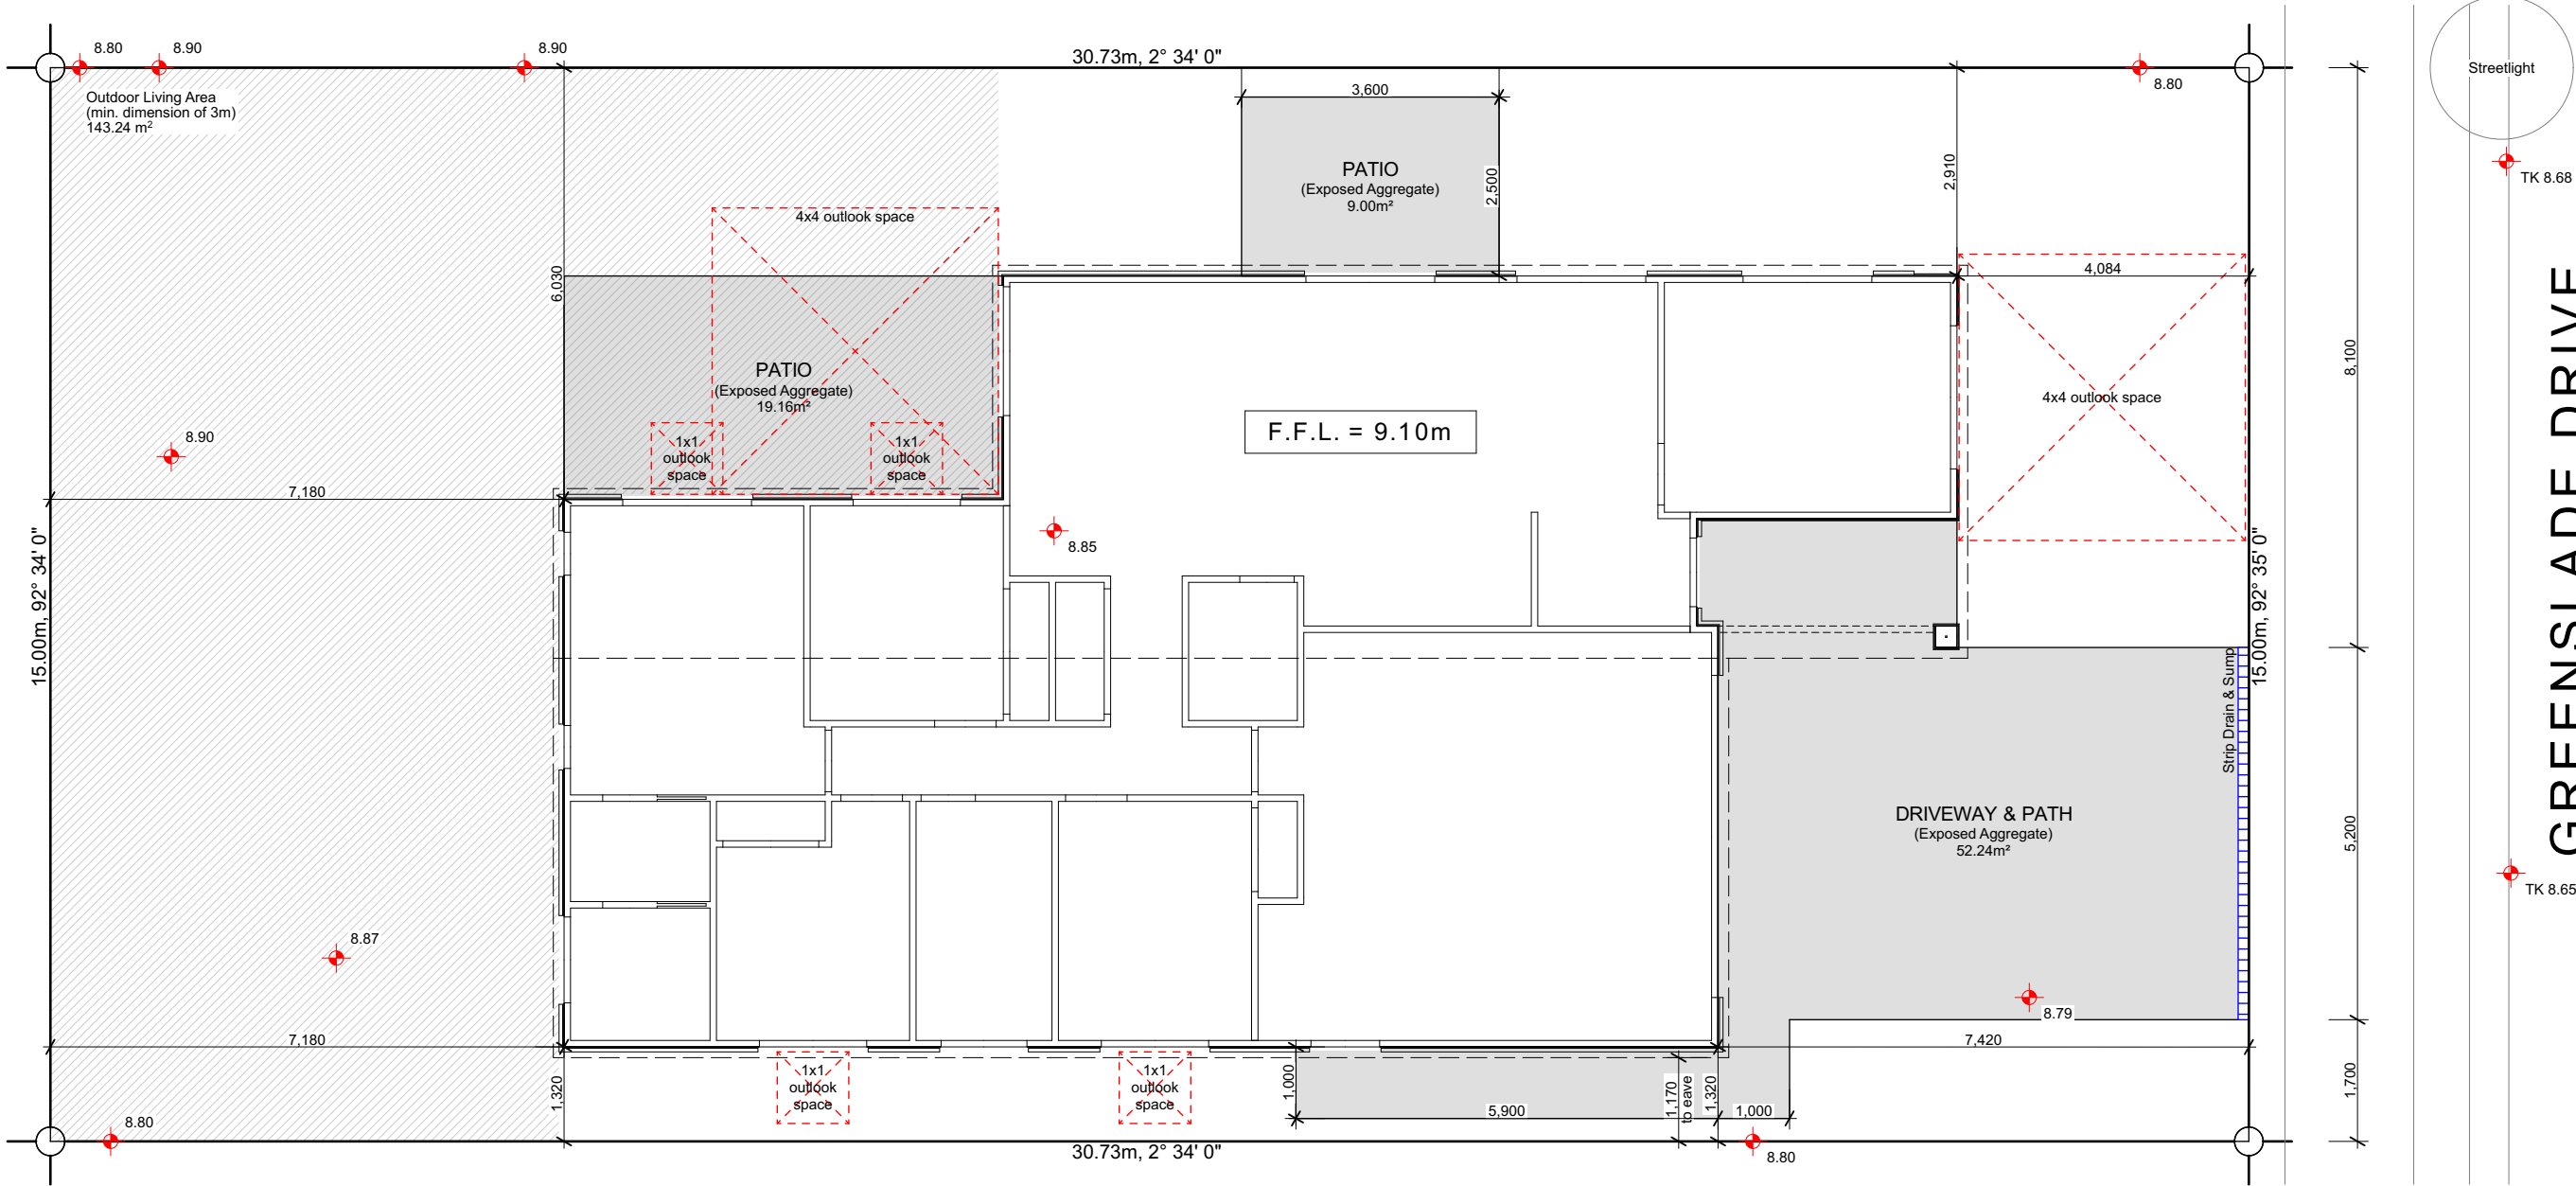 8.80
8.90
8.90
30.73m, 2° 34' 0"
8.80
Streetlight
Outdoor Living Area
(min. dimension of 3m)
143.24 m²
3,600
PATIO
(Exposed Aggregate)
9.00m²
2,500
2,910
TK 8.68
4x4 outlook space
6,030
4,084
PATIO
(Exposed Aggregate)
19.16m²
8,100
4x4 outlook space
F.F.L. = 9.10m
8.90
1x1
outlook
space
1x1
outlook
space
7,180
8.85
15.00m, 92° 34' 0"
15.00m, 92° 35' 0"
GREENSLADE DRIVE
Strip Drain & Sump
DRIVEWAY & PATH
(Exposed Aggregate)
52.24m²
5,200
TK 8.65
8.87
8.79
7,180
7,420
1x1
outlook
space
1x1
outlook
space
1,320
1,000
5,900
1,170
to eave
1,320
1,000
1,700
8.80
30.73m, 2° 34' 0"
8.80